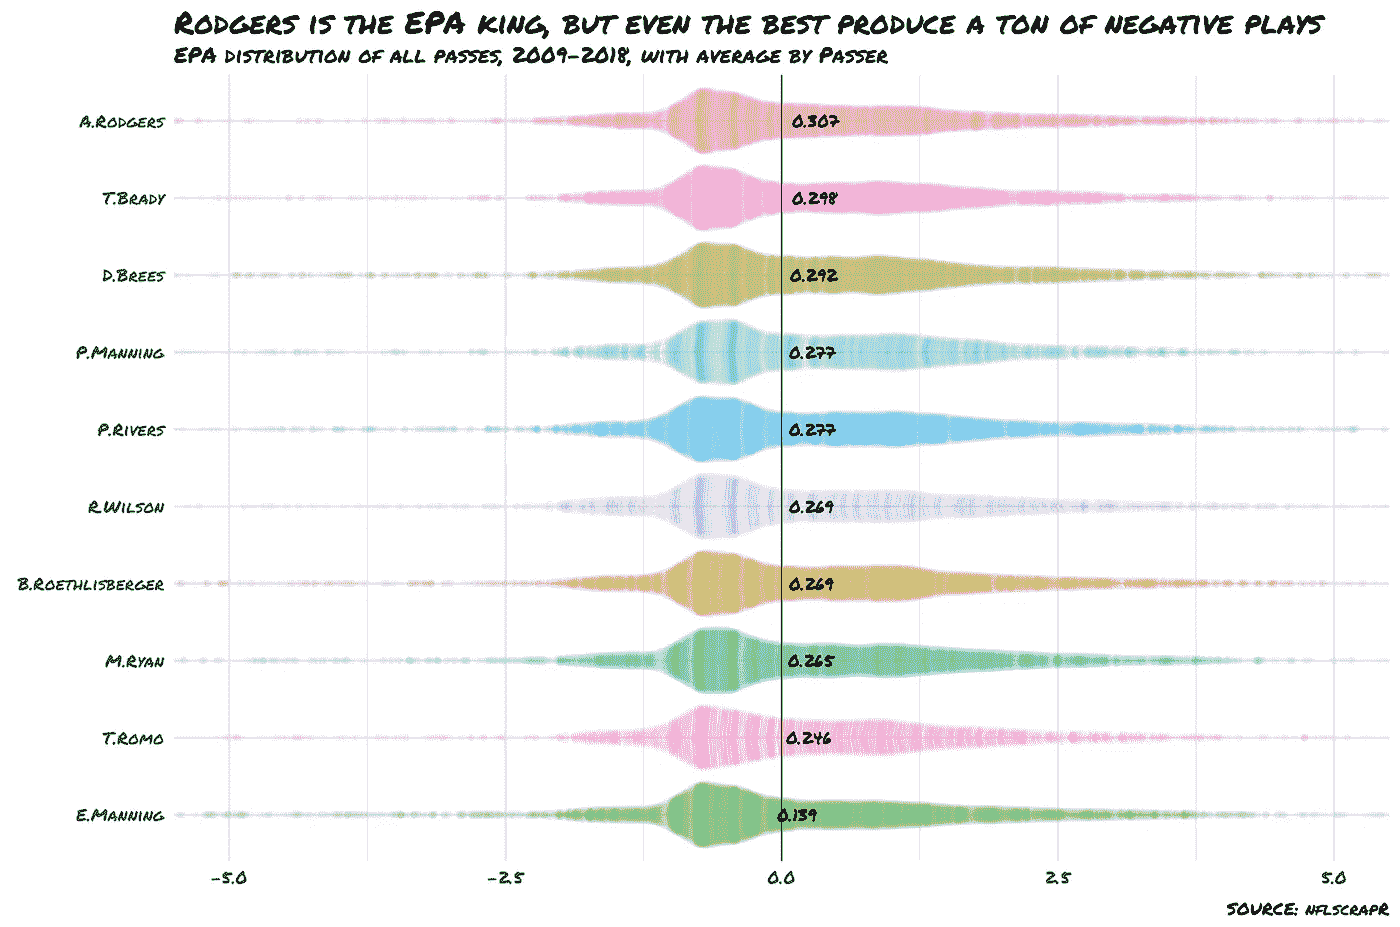 Rodgers is the EPA king, but even the best produce a ton of negative plays
EPA distribution of all passes, 2009-2018, with average by Passer
A.Rodgers 0.307
T.Brady 0.298
D.Brees 0.292
P.Manning 0.277
P.Rivers 0.277
R.Wilson 0.269
B.Roethlisberger 0.269
M.Ryan 0.265
T.Romo 0.246
E.Manning 0.139
-5.0 -2.5 0.0 2.5 5.0
SOURCE: nflscrapR